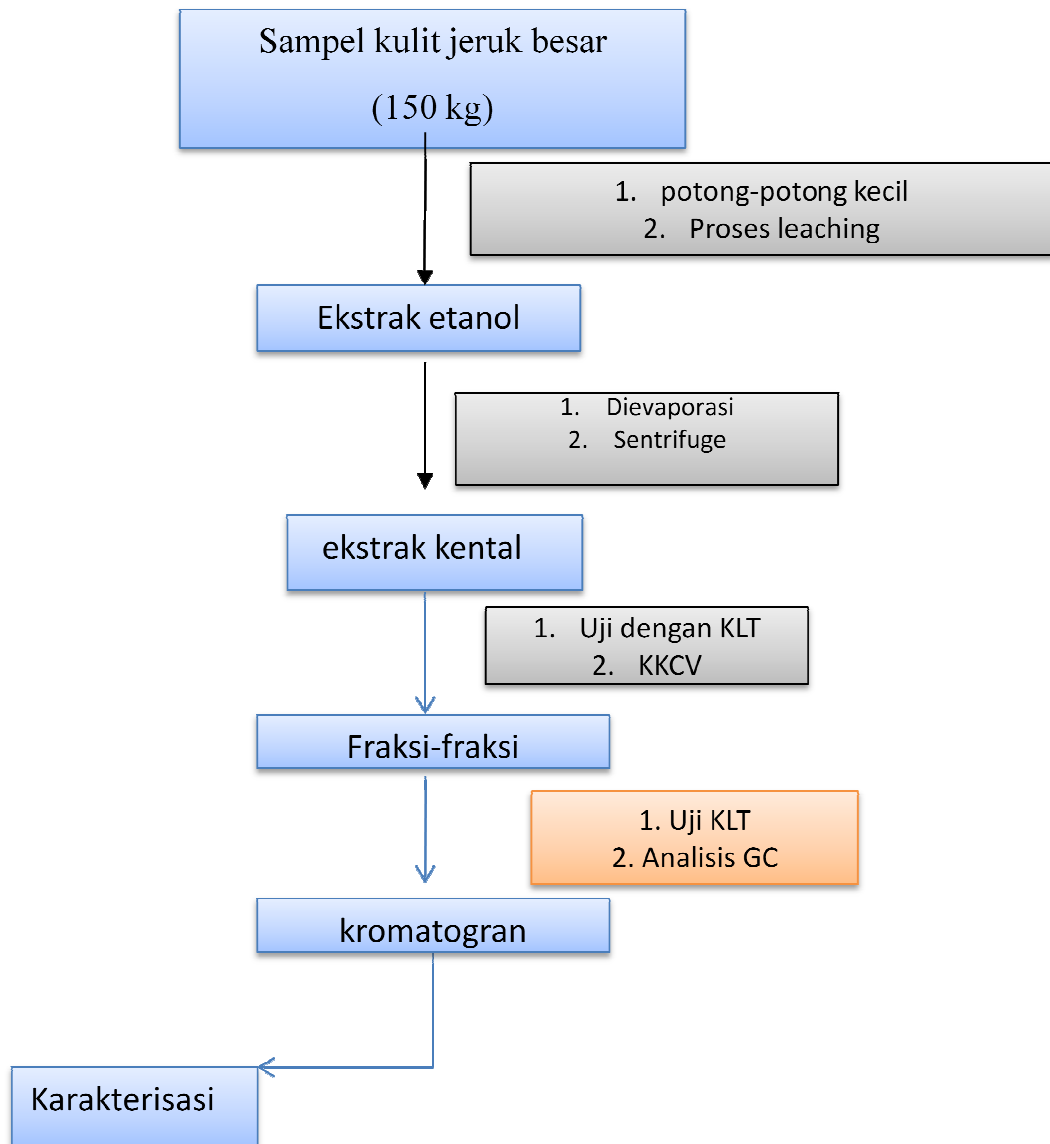 Sampel kulit jeruk besar
(150 kg)
1. potong-potong kecil
2. Proses leaching
Ekstrak etanol
1. Dievaporasi
2. Sentrifuge
ekstrak kental
1. Uji dengan KLT
2. KKCV
Fraksi-fraksi
1. Uji KLT
2. Analisis GC
kromatogran
Karakterisasi